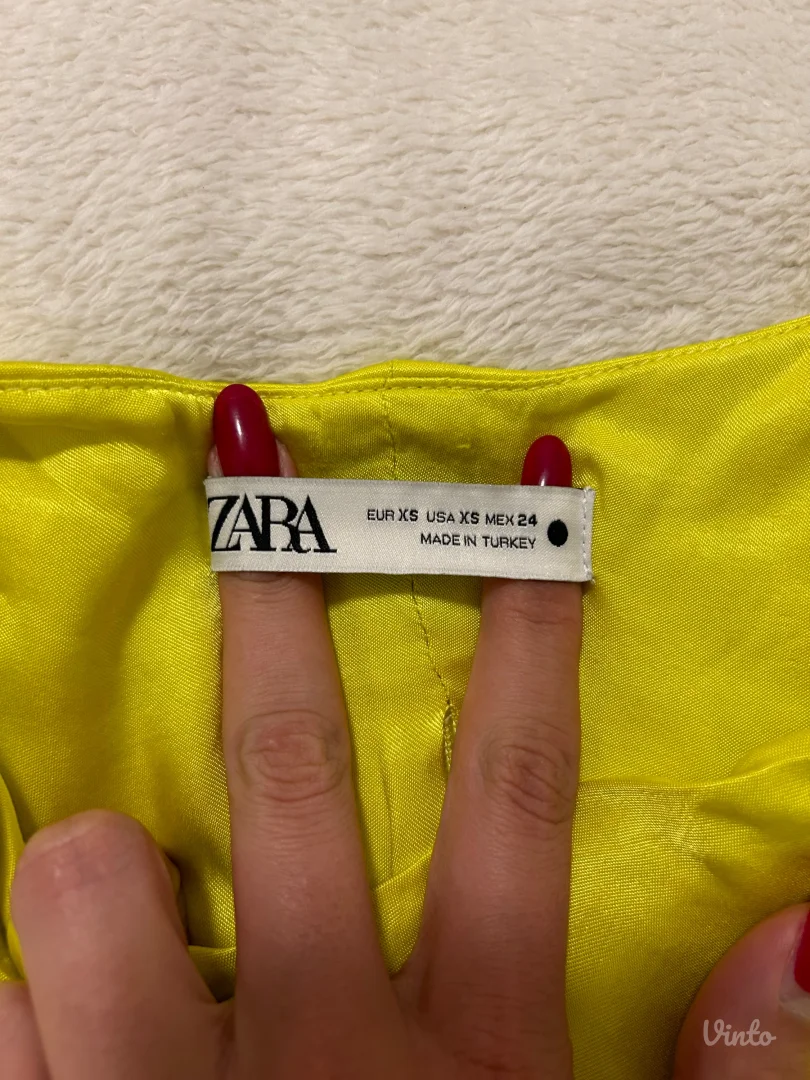 ZARA
EUR XS USA XS MEX 24
MADE IN TURKEY
Vinto